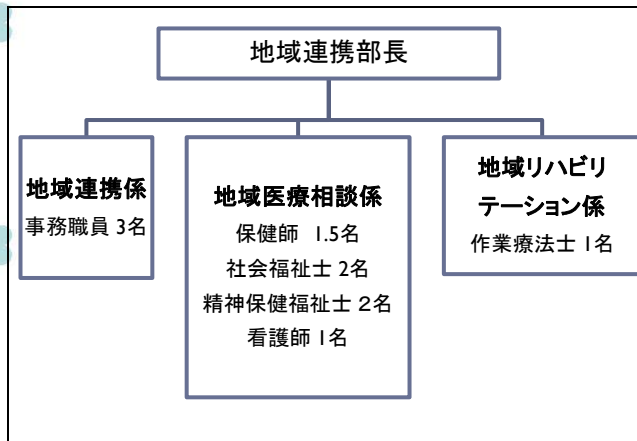 地域連携部長
地域連携係
事務職員 3名
地域医療相談係
保健師 1.5名
社会福祉士 2名
精神保健福祉士 2名
看護師 1名
地域リハビリ
テーション係
作業療法士 1名